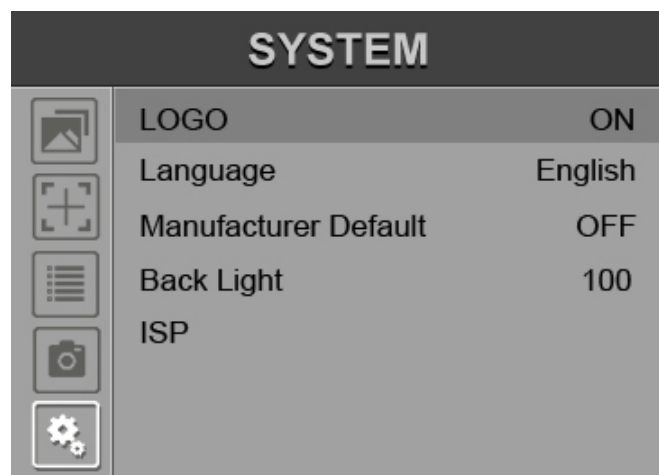 SYSTEM
LOGO ON
Language English
Manufacturer Default OFF
Back Light 100
ISP